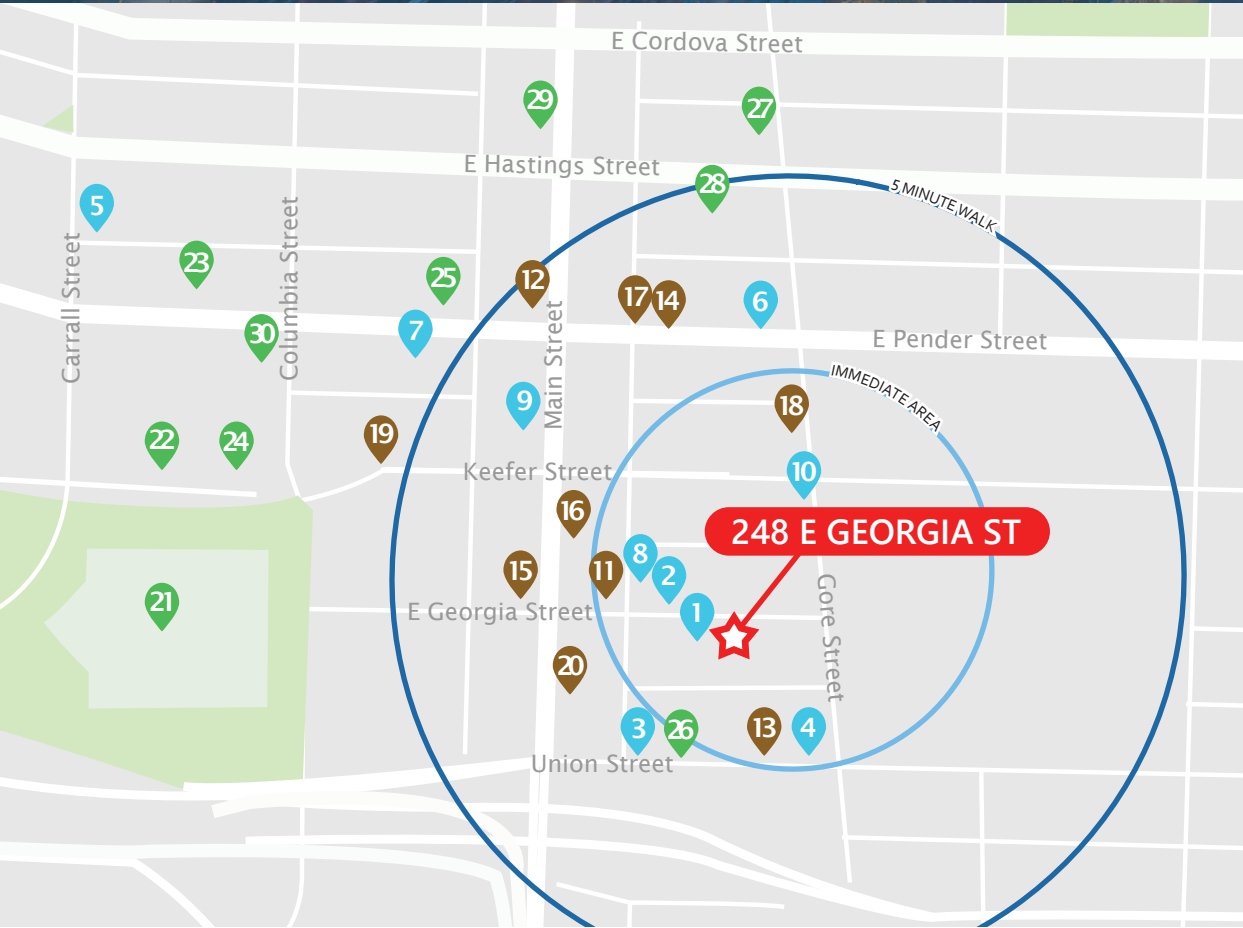 E Cordova Street
29
27
E Hastings Street
28
5 MINUTE WALK
5
Carrall Street
23
Columbia Street
25
12
17
14
6
30
7
Main Street
E Pender Street
IMMEDIATE AREA
9
18
22
24
19
Keefer Street
10
16
248 E GEORGIA ST
8
2
15
11
21
1
E Georgia Street
Gore Street
20
3
26
13
4
Union Street